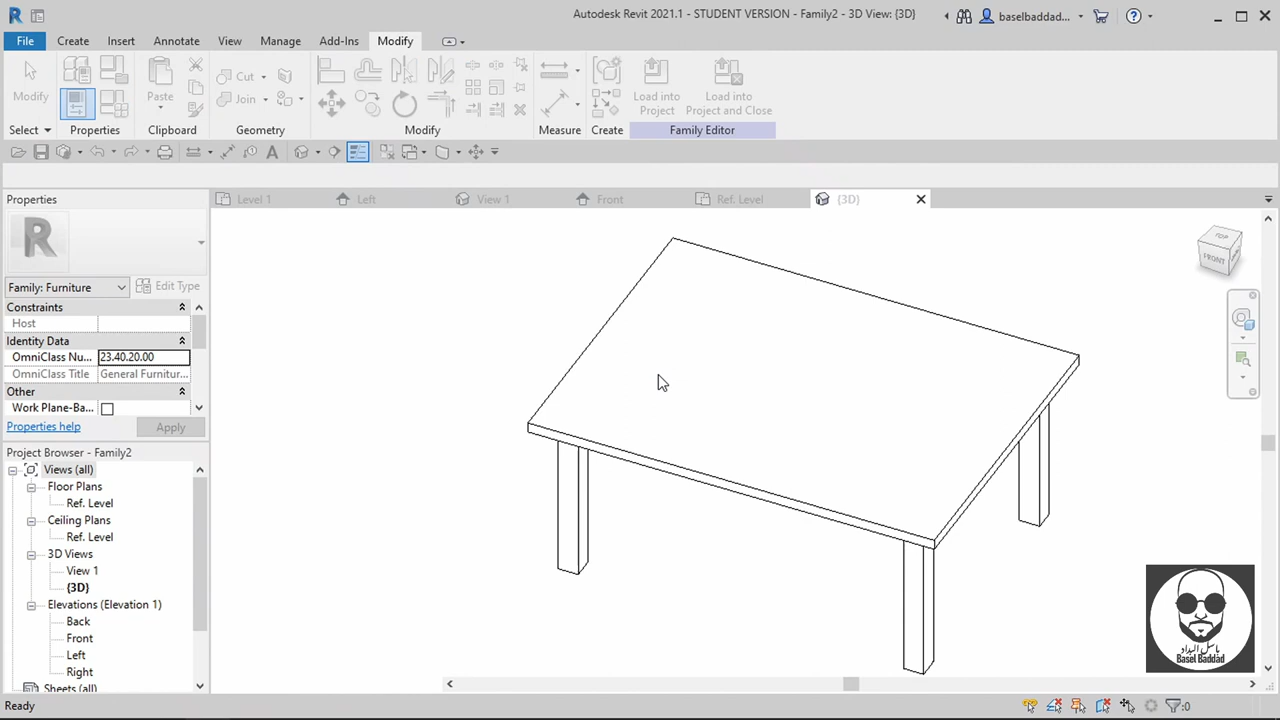 Autodesk Revit 2021.1 - STUDENT VERSION - Family2 - 3D View: {3D}
baselbaddad...
File Create Insert Annotate View Manage Add-Ins Modify
Cut
Join
Modify
Paste
Load into Project
Load into Project and Close
Select Properties Clipboard Geometry Modify Measure Create Family Editor
Properties
Level 1 Left View 1 Front Ref. Level {3D}
Family: Furniture Edit Type
Constraints
Host
Identity Data
OmniClass Nu... 23.40.20.00
OmniClass Title General Furnitur...
Other
Work Plane-Ba...
Properties help Apply
Project Browser - Family2
Views (all)
Floor Plans
Ref. Level
Ceiling Plans
Ref. Level
3D Views
View 1
{3D}
Elevations (Elevation 1)
Back
Front
Left
Right
Sheets (all)
TOP
FRONT
باسل البداد
Basel Baddad
Ready
:0